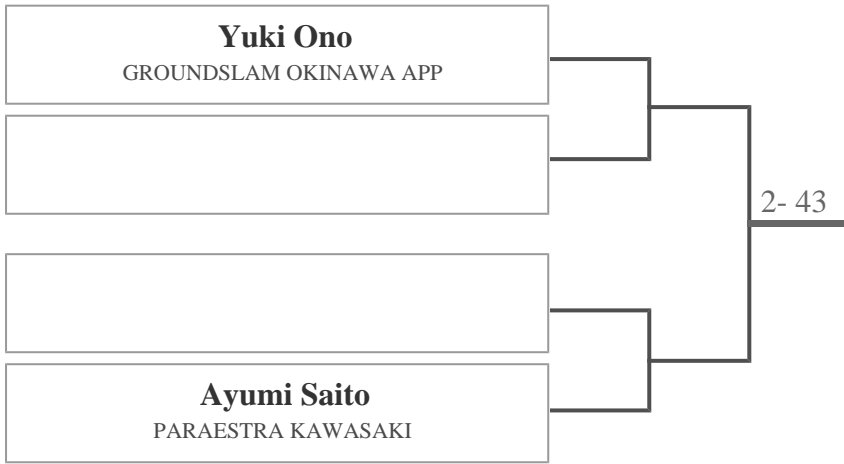 Yuki Ono
GROUNDSLAM OKINAWA APP
2- 43
Ayumi Saito
PARAESTRA KAWASAKI